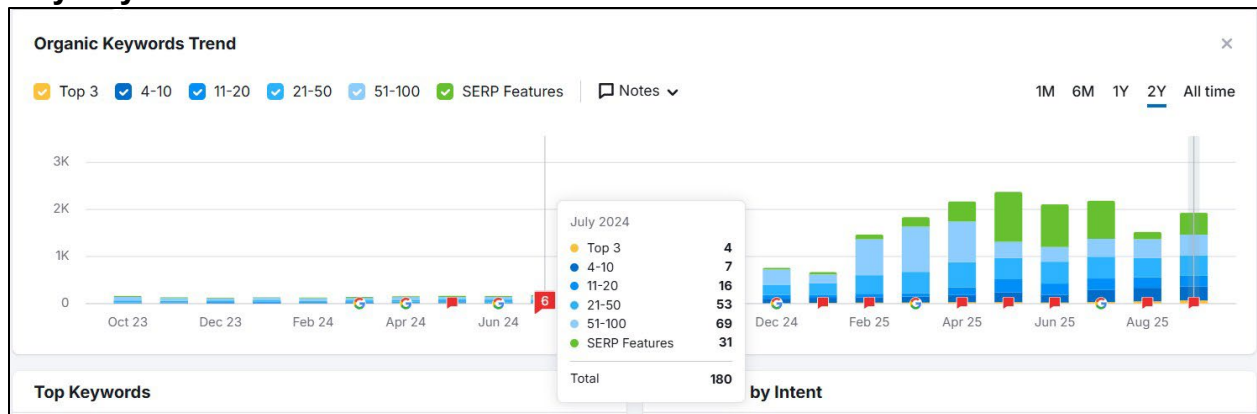 Organic Keywords Trend
Top 3 4-10 11-20 21-50 51-100 SERP Features Notes 1M 6M 1Y 2Y All time
3K
2K
1K
0
6
July 2024
Top 3 4
4-10 7
11-20 16
21-50 53
51-100 69
SERP Features 31
Total 180
Oct 23 Dec 23 Feb 24 Apr 24 Jun 24 Dec 24 Feb 25 Apr 25 Jun 25 Aug 25
Top Keywords
by Intent